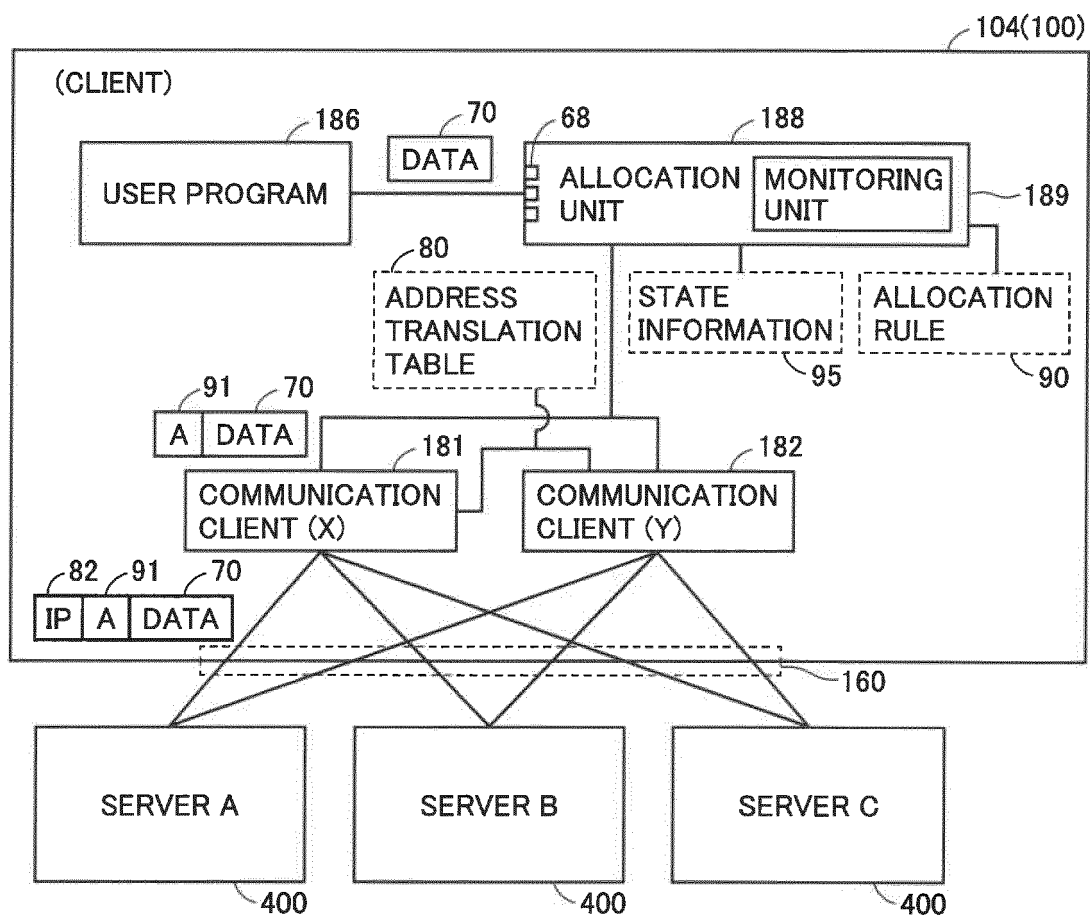 104(100)
(CLIENT)
186
70
68
188
USER PROGRAM
DATA
ALLOCATION
UNIT
MONITORING
UNIT
189
80
ADDRESS
TRANSLATION
TABLE
STATE
INFORMATION
95
ALLOCATION
RULE
90
91
70
A
DATA
181
182
COMMUNICATION
CLIENT (X)
COMMUNICATION
CLIENT (Y)
82
91
70
IP
A
DATA
160
SERVER A
SERVER B
SERVER C
400
400
400